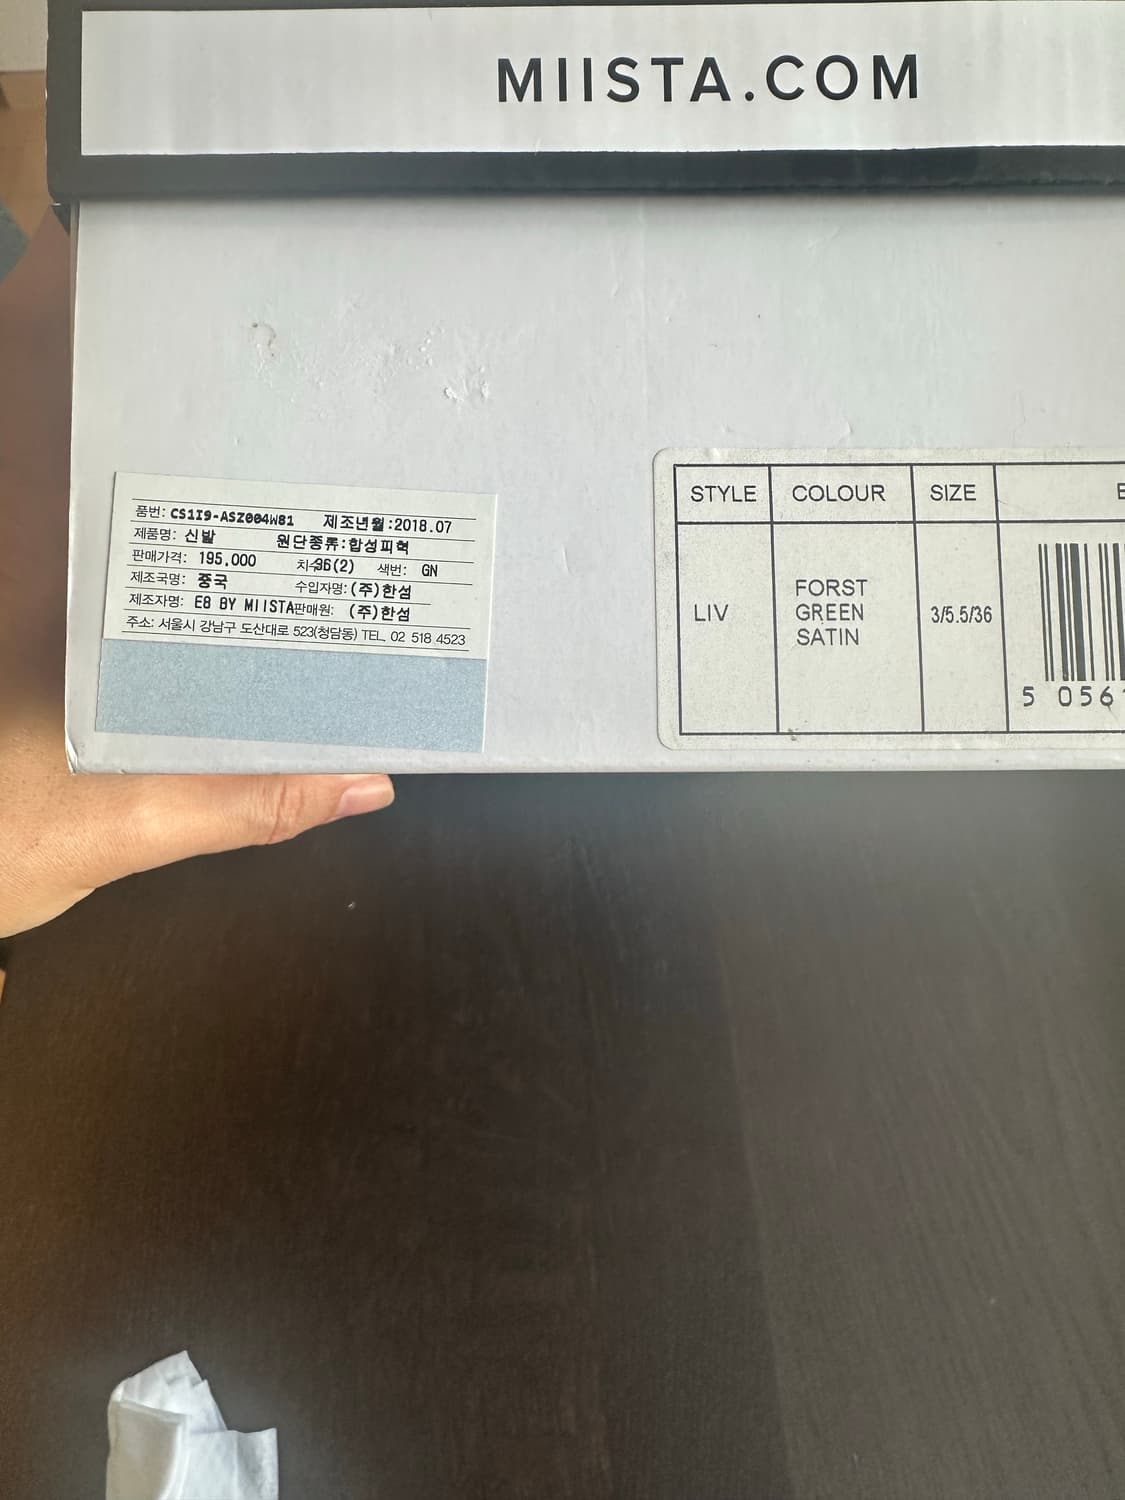 MIISTA.COM
품번: CS1I9-ASZ004W81 제조년월:2018.07
제품명: 신발 원단종류:합성피혁
판매가격: 195,000 치수:36(2) 색번: GN
제조국명: 중국 수입자명: (주)한섬
제조자명: E8 BY MIISTA 판매원: (주)한섬
주소: 서울시 강남구 도산대로 523(청담동) TEL. 02 518 4523
STYLE COLOUR SIZE
LIV FORST GREEN SATIN 3/5.5/36
5 056